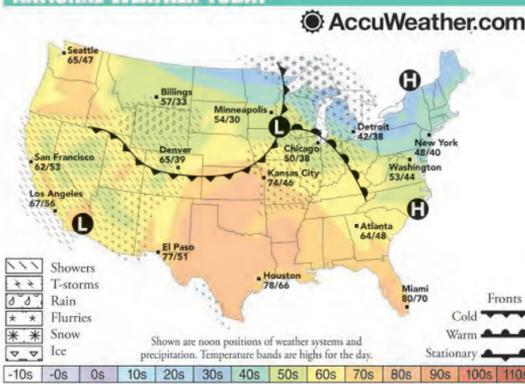 NATIONAL WEATHER TODAY
AccuWeather.com
Seattle
65/47
Billings
57/33
Minneapolis
54/30
Detroit
42/38
New York
48/40
San Francisco
62/53
Denver
65/39
Chicago
50/38
Washington
53/44
Kansas City
74/46
Los Angeles
67/56
Atlanta
64/48
El Paso
77/51
Houston
78/66
Miami
80/70
H
L
H
L
Showers
T-storms
Rain
Flurries
Snow
Ice
Shown are noon positions of weather systems and
precipitation. Temperature bands are highs for the day.
Fronts
Cold
Warm
Stationary
-10s -0s 0s 10s 20s 30s 40s 50s 60s 70s 80s 90s 100s 110s